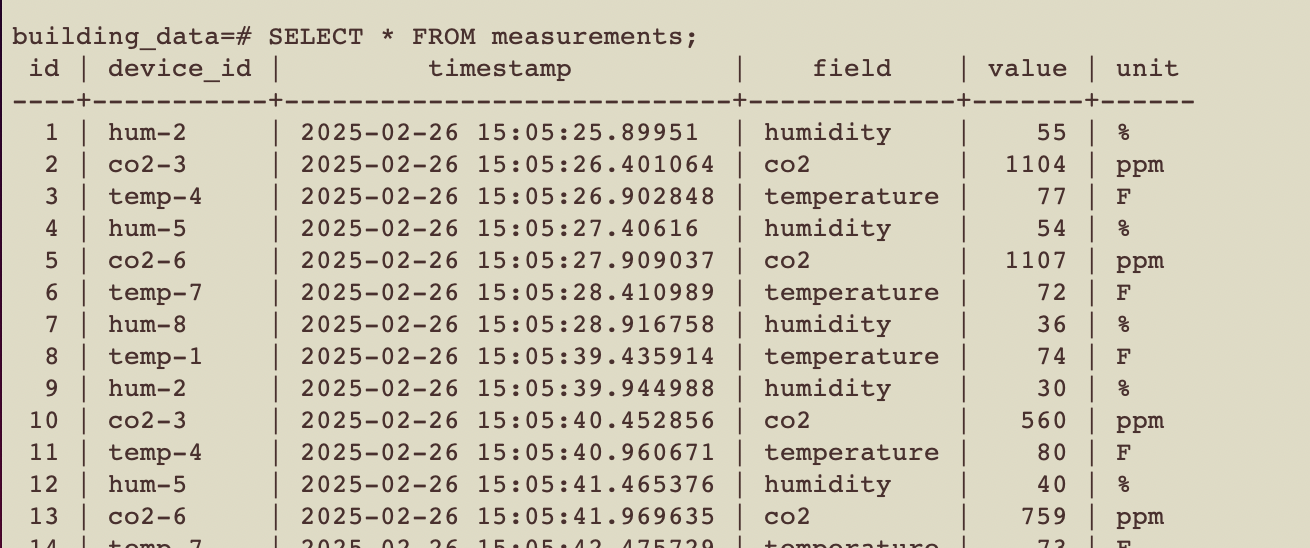 building_data=# SELECT * FROM measurements;
 id | device_id |         timestamp          |    field    | value | unit
----+-----------+----------------------------+-------------+-------+------
  1 | hum-2     | 2025-02-26 15:05:25.89951  | humidity    |    55 | %
  2 | co2-3     | 2025-02-26 15:05:26.401064 | co2         |  1104 | ppm
  3 | temp-4    | 2025-02-26 15:05:26.902848 | temperature |    77 | F
  4 | hum-5     | 2025-02-26 15:05:27.40616  | humidity    |    54 | %
  5 | co2-6     | 2025-02-26 15:05:27.909037 | co2         |  1107 | ppm
  6 | temp-7    | 2025-02-26 15:05:28.410989 | temperature |    72 | F
  7 | hum-8     | 2025-02-26 15:05:28.916758 | humidity    |    36 | %
  8 | temp-1    | 2025-02-26 15:05:39.435914 | temperature |    74 | F
  9 | hum-2     | 2025-02-26 15:05:39.944988 | humidity    |    30 | %
 10 | co2-3     | 2025-02-26 15:05:40.452856 | co2         |   560 | ppm
 11 | temp-4    | 2025-02-26 15:05:40.960671 | temperature |    80 | F
 12 | hum-5     | 2025-02-26 15:05:41.465376 | humidity    |    40 | %
 13 | co2-6     | 2025-02-26 15:05:41.969635 | co2         |   759 | ppm
 14 | temp-7    | 2025-02-26 | temperature | F